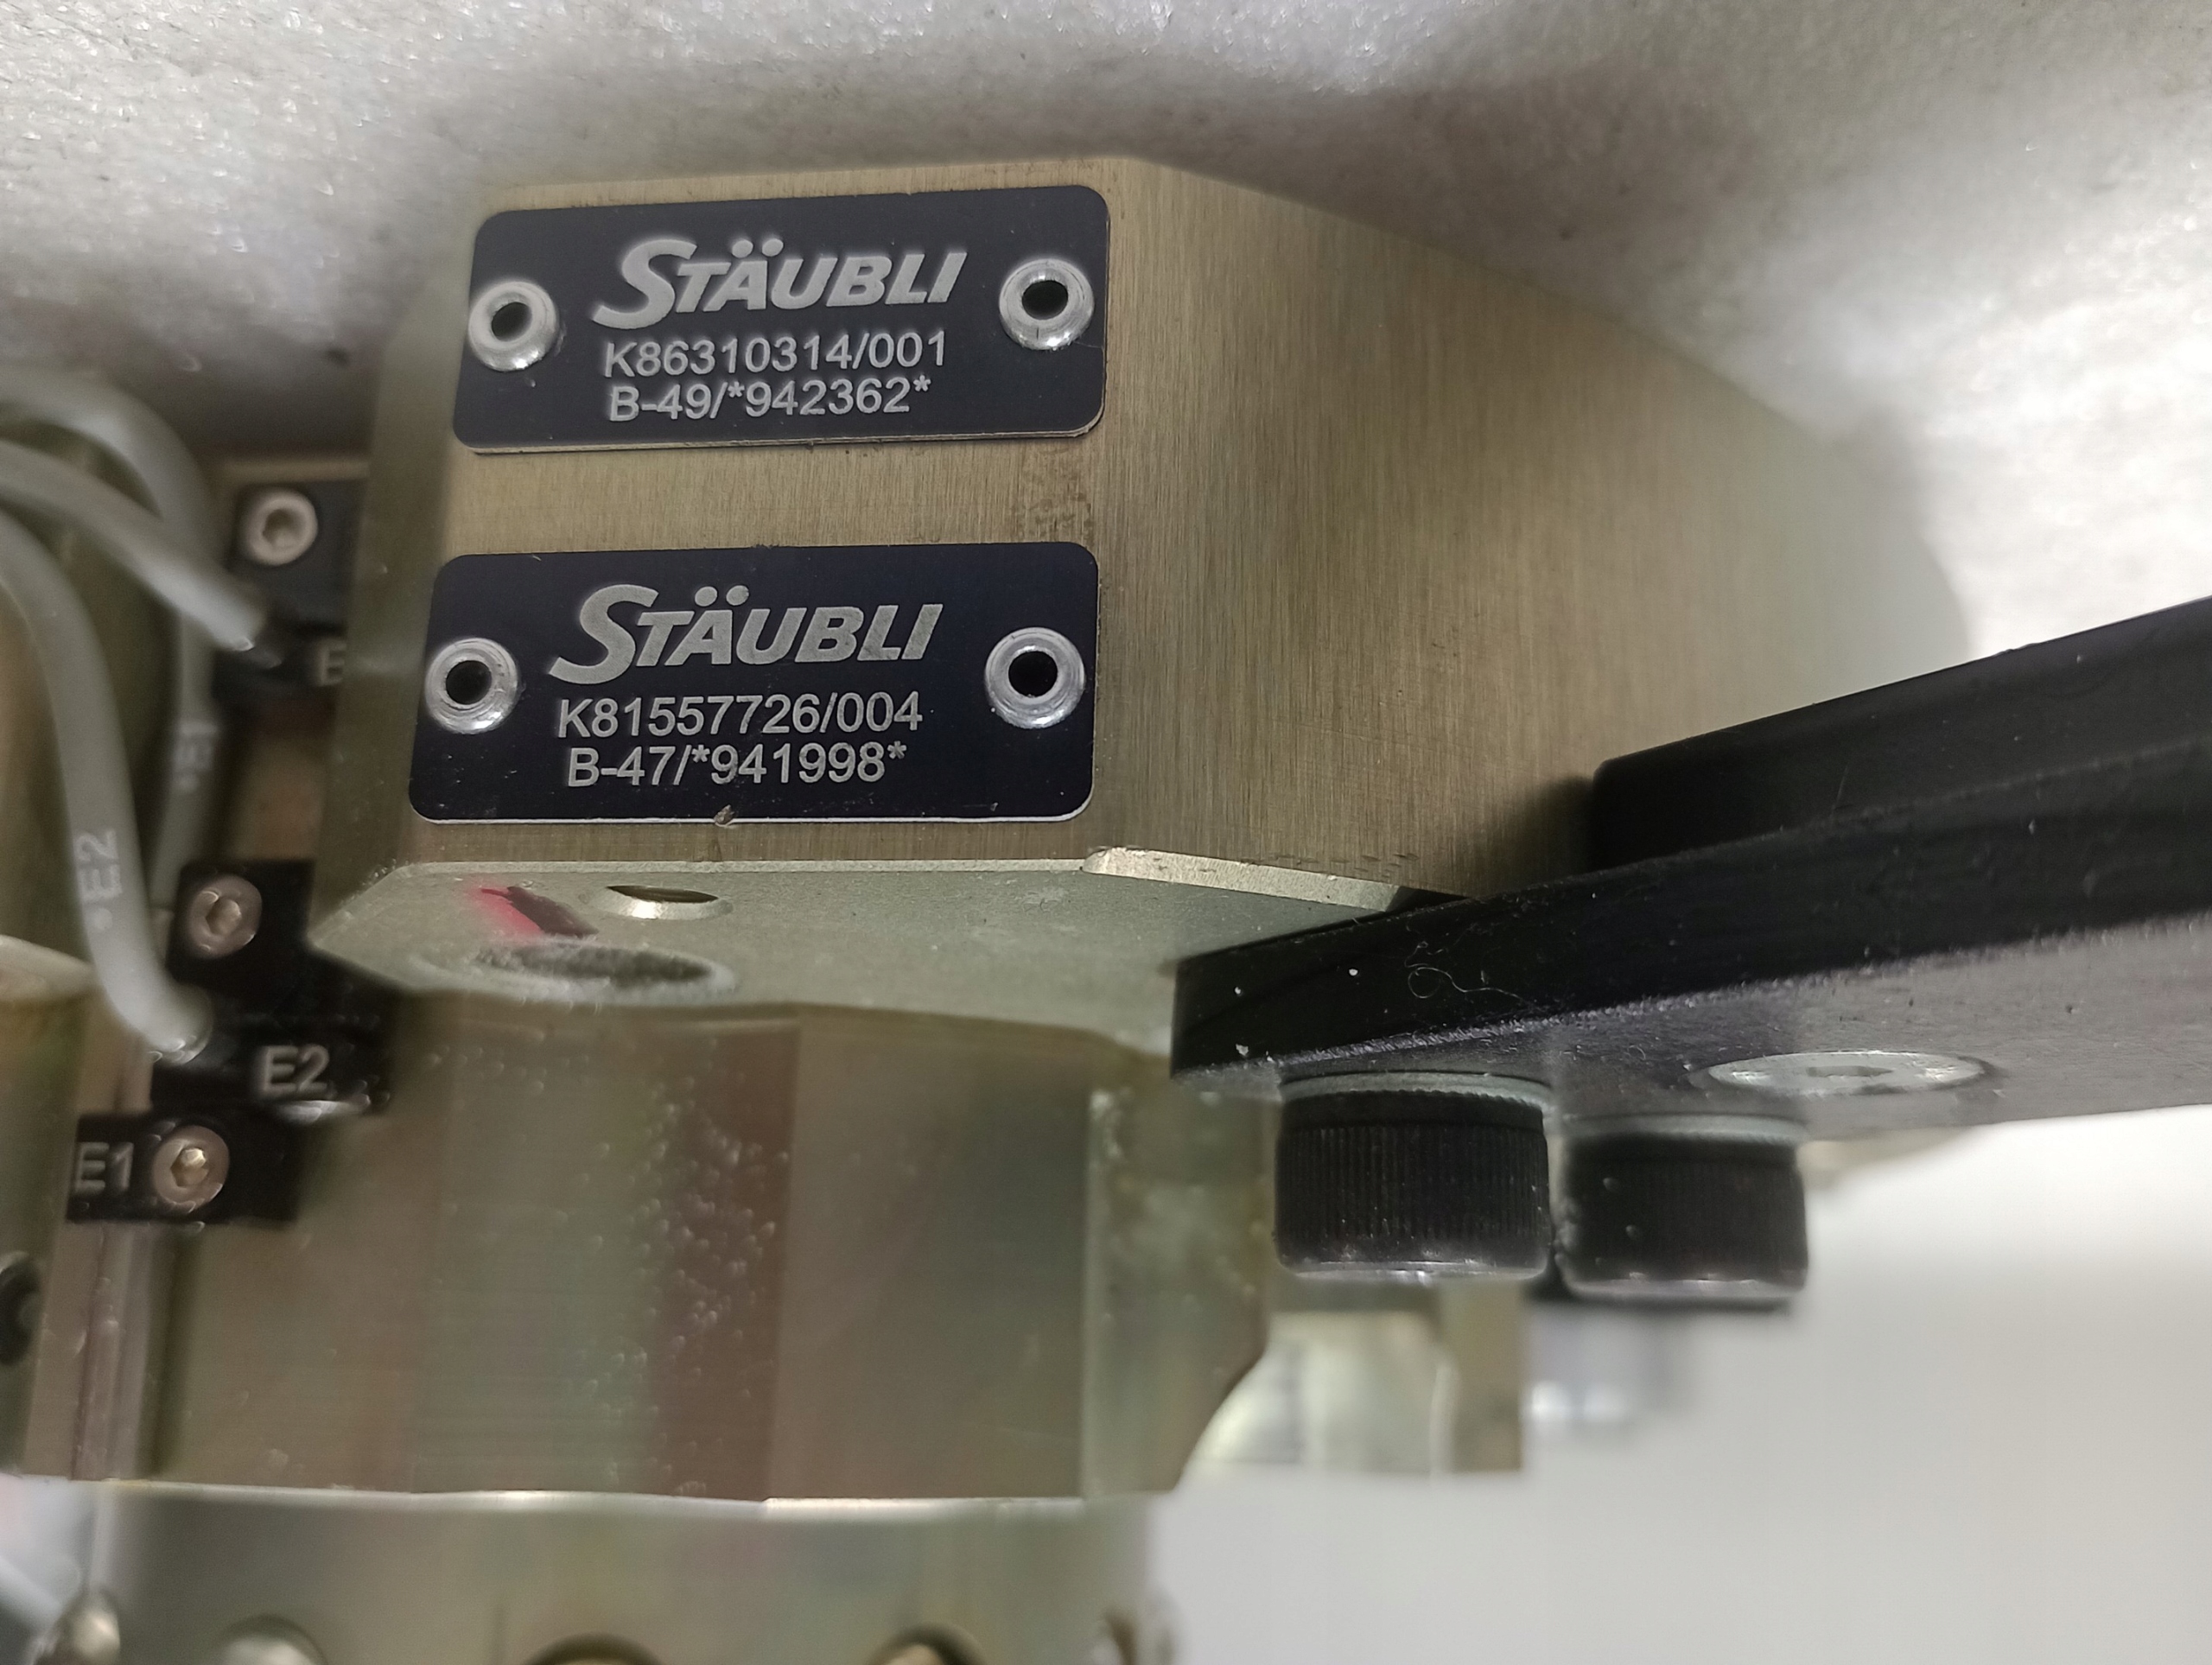 STÄUBLI
K86310314/001
B-49/*942362*
STÄUBLI
K81557726/004
B-47/*941998*
E2
E2
E1